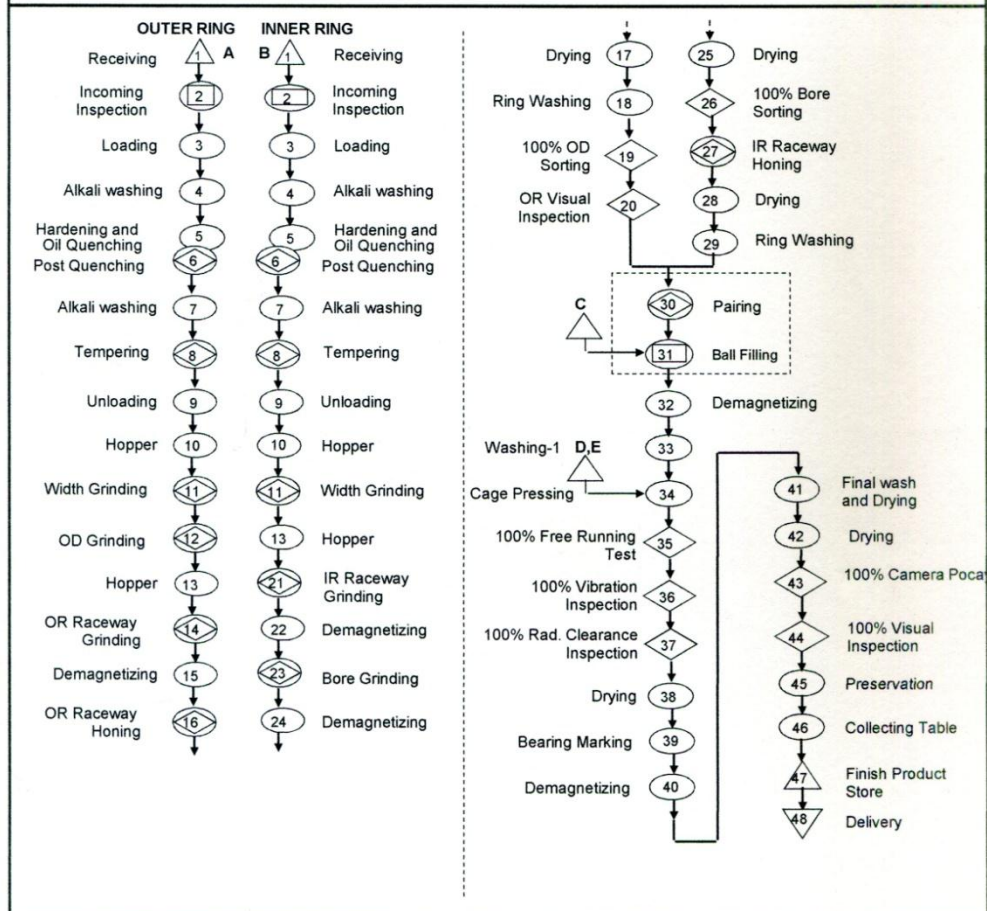 OUTER RING INNER RING
Receiving 1 A B 1 Receiving
Incoming Inspection 2 2 Incoming Inspection
Loading 3 3 Loading
Alkali washing 4 4 Alkali washing
Hardening and Oil Quenching 5 5 Hardening and Oil Quenching
Post Quenching 6 6 Post Quenching
Alkali washing 7 7 Alkali washing
Tempering 8 8 Tempering
Unloading 9 9 Unloading
Hopper 10 10 Hopper
Width Grinding 11 11 Width Grinding
OD Grinding 12 13 Hopper
Hopper 13 21 IR Raceway Grinding
OR Raceway Grinding 14 22 Demagnetizing
Demagnetizing 15 23 Bore Grinding
OR Raceway Honing 16 24 Demagnetizing
Drying 17 25 Drying
Ring Washing 18 26 100% Bore Sorting
100% OD Sorting 19 27 IR Raceway Honing
OR Visual Inspection 20 28 Drying
29 Ring Washing
30 Pairing
C
31 Ball Filling
32 Demagnetizing
Washing-1 33
D,E
Cage Pressing 34
100% Free Running Test 35
100% Vibration Inspection 36
100% Rad. Clearance Inspection 37
Drying 38
Bearing Marking 39
Demagnetizing 40
41 Final wash and Drying
42 Drying
43 100% Camera Pocay
44 100% Visual Inspection
45 Preservation
46 Collecting Table
47 Finish Product Store
48 Delivery